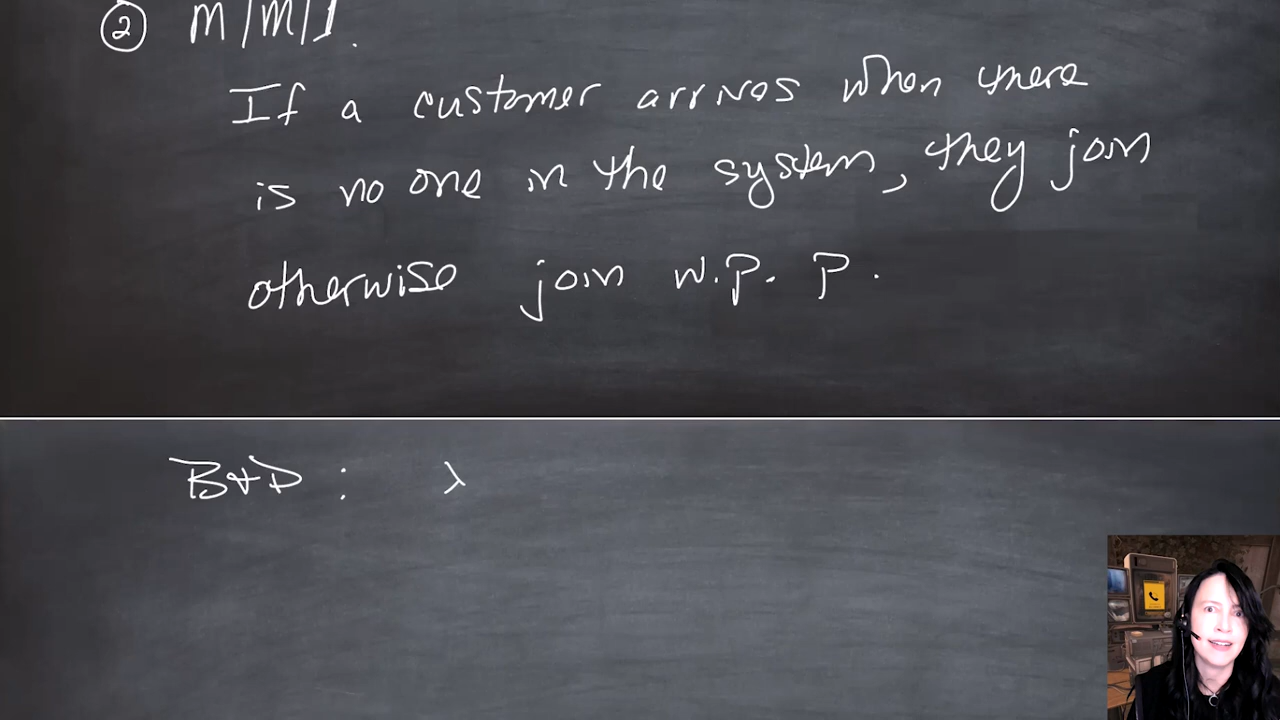 ② M/M/1.
If a customer arrives when there
is no one in the system, they join
otherwise join w.p. p.
B+D : λ